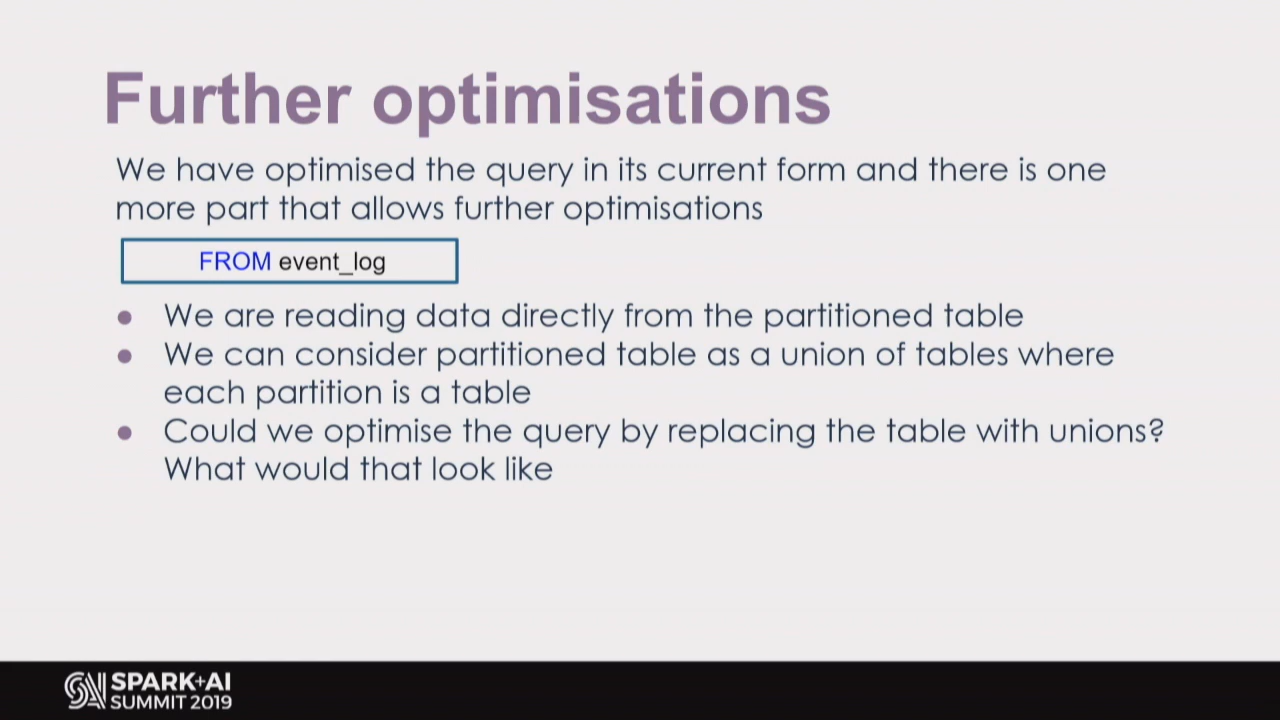 Further optimisations
We have optimised the query in its current form and there is one
more part that allows further optimisations
FROM event_log
● We are reading data directly from the partitioned table
● We can consider partitioned table as a union of tables where
each partition is a table
● Could we optimise the query by replacing the table with unions?
What would that look like
SPARK+AI
SUMMIT 2019